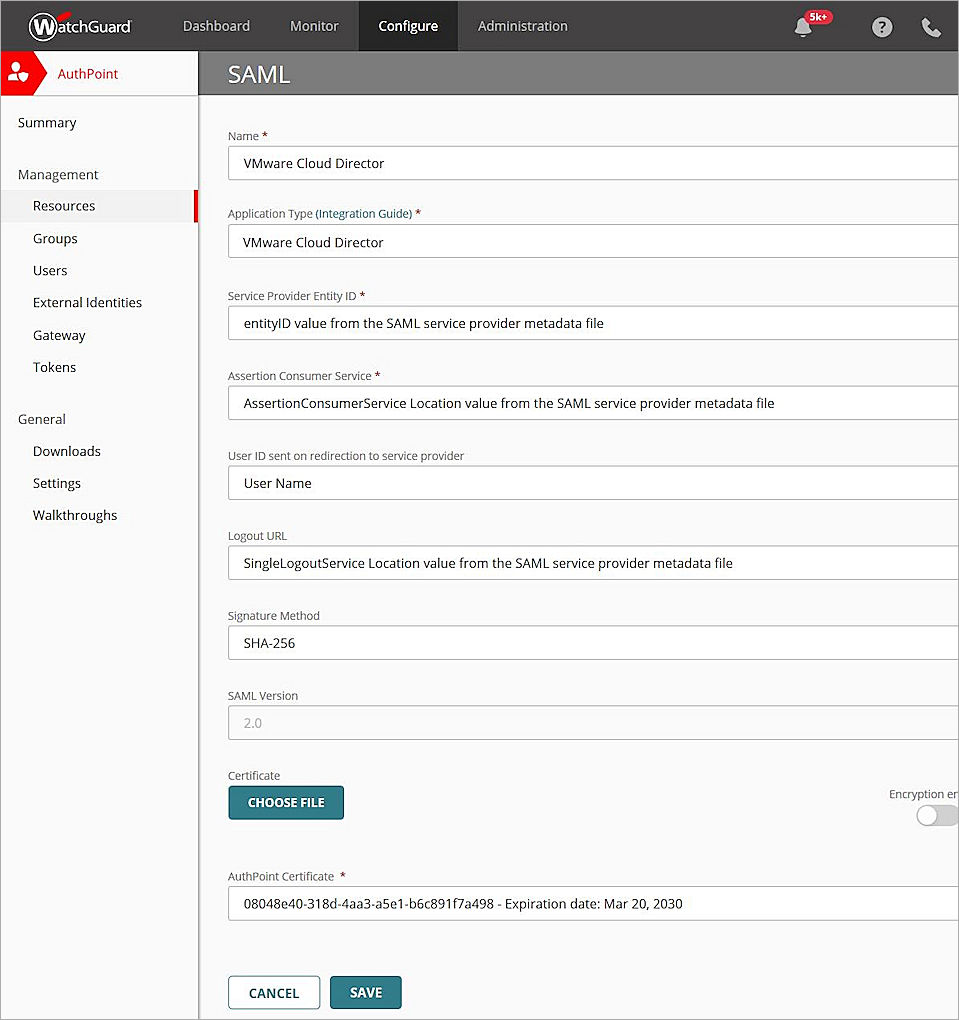 WatchGuard
Dashboard
Monitor
Configure
Administration
5k+
?
AuthPoint
SAML
Summary
Management
Resources
Groups
Users
External Identities
Gateway
Tokens
General
Downloads
Settings
Walkthroughs
Name *
VMware Cloud Director
Application Type (Integration Guide) *
VMware Cloud Director
Service Provider Entity ID *
entityID value from the SAML service provider metadata file
Assertion Consumer Service *
AssertionConsumerService Location value from the SAML service provider metadata file
User ID sent on redirection to service provider
User Name
Logout URL
SingleLogoutService Location value from the SAML service provider metadata file
Signature Method
SHA-256
SAML Version
2.0
Certificate
CHOOSE FILE
Encryption
AuthPoint Certificate *
08048e40-318d-4aa3-a5e1-b6c891f7a498 - Expiration date: Mar 20, 2030
CANCEL
SAVE